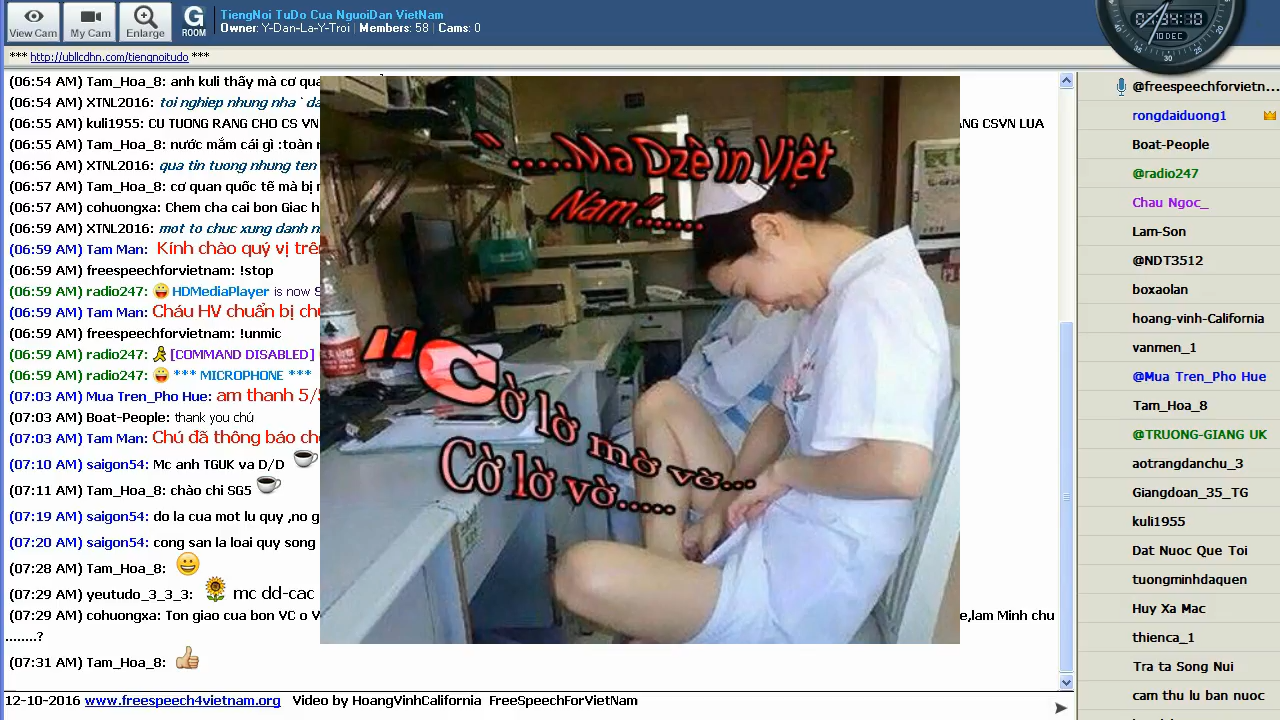 View Cam
My Cam
Enlarge
G
ROOM
TiengNoi TuDo Cua NguoiDan VietNam
Owner: Y-Dan-La-Y-Troi | Members: 58 | Cams: 0
10 DEC
*** http://ubllcdhn.com/tiengnoitudo ***
(06:54 AM) Tam_Hoa_8: anh kuli thấy mà cơ qua
(06:54 AM) XTNL2016: toi nghiep nhung nha` da
(06:55 AM) kuli1955: CU TUONG RANG CHO CS VN
NG CSVN LUA
(06:55 AM) Tam_Hoa_8: nước mắm cái gì :toàn
(06:56 AM) XTNL2016: qua tin tuong nhung ten
(06:57 AM) Tam_Hoa_8: cơ quan quốc tế mà bị
(06:57 AM) cohuongxa: Chem cha cai bon Giac h
(06:59 AM) XTNL2016: mot to chuc xung danh n
(06:59 AM) Tam Man: Kính chào quý vị trê
(06:59 AM) freespeechforvietnam: !stop
(06:59 AM) radio247: HDMediaPlayer is now S
(06:59 AM) Tam Man: Cháu HV chuẩn bị ch
(06:59 AM) freespeechforvietnam: !unmic
(06:59 AM) radio247: [COMMAND DISABLED]
(06:59 AM) radio247: *** MICROPHONE ***
(07:03 AM) Mua Tren_Pho Hue: am thanh 5/5
(07:03 AM) Boat-People: thank you chú
(07:03 AM) Tam Man: Chú đã thông báo ch
(07:10 AM) saigon54: Mc anh TGUK va D/D
(07:11 AM) Tam_Hoa_8: chào chi SG5
(07:19 AM) saigon54: do la cua mot lu quy ,no g
(07:20 AM) saigon54: cong san la loai quy song
(07:28 AM) Tam_Hoa_8:
(07:29 AM) yeutudo_3_3_3: mc dd-cac
(07:29 AM) cohuongxa: Ton giao cua bon VC o V
e,lam Minh chu
........?
(07:31 AM) Tam_Hoa_8:
" .....Ma Dzê in Việt
Nam".......
"Cờ lờ mờ vờ...
Cờ lờ vờ.....
@freespeechforvietn...
rongdaiduong1
Boat-People
@radio247
Chau Ngoc_
Lam-Son
@NDT3512
boxaolan
hoang-vinh-California
vanmen_1
@Mua Tren_Pho Hue
Tam_Hoa_8
@TRUONG-GIANG UK
aotrangdanchu_3
Giangdoan_35_TG
kuli1955
Dat Nuoc Que Toi
tuongminhdaquen
Huy Xa Mac
thienca_1
Tra ta Song Nui
cam thu lu ban nuoc
12-10-2016 www.freespeech4vietnam.org Video by HoangVinhCalifornia FreeSpeechForVietNam